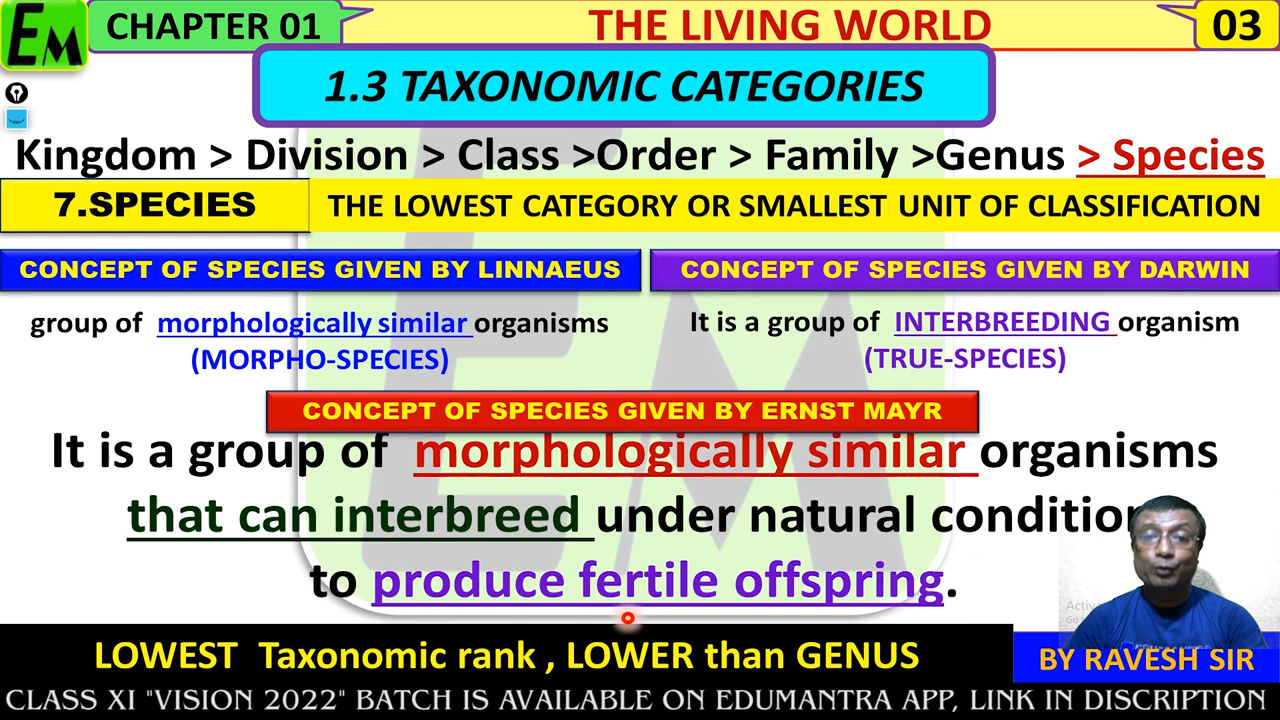 EM CHAPTER 01 THE LIVING WORLD 03
1.3 TAXONOMIC CATEGORIES
Kingdom > Division > Class >Order > Family >Genus > Species
7.SPECIES THE LOWEST CATEGORY OR SMALLEST UNIT OF CLASSIFICATION
CONCEPT OF SPECIES GIVEN BY LINNAEUS
group of morphologically similar organisms
(MORPHO-SPECIES)
CONCEPT OF SPECIES GIVEN BY DARWIN
It is a group of INTERBREEDING organism
(TRUE-SPECIES)
CONCEPT OF SPECIES GIVEN BY ERNST MAYR
It is a group of morphologically similar organisms
that can interbreed under natural
to produce fertile offspring.
LOWEST Taxonomic rank , LOWER than GENUS
BY RAVESH SIR
CLASS XI "VISION 2022" BATCH IS AVAILABLE ON EDUMANTRA APP, LINK IN DISCRIPTION